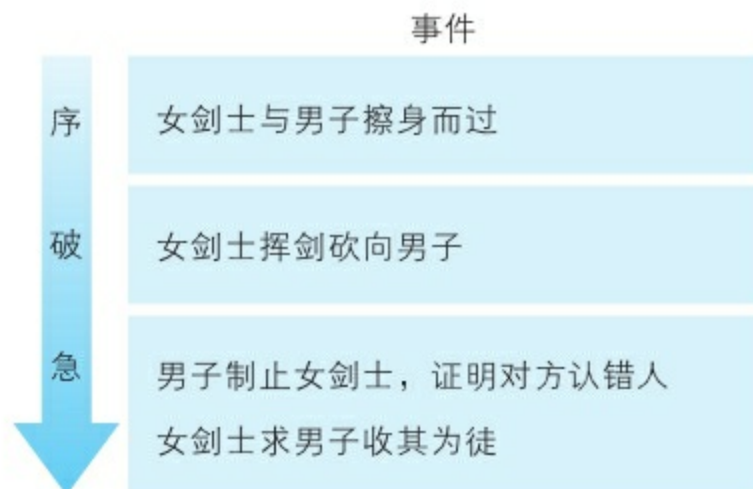 事件
序
女剑士与男子擦身而过
破
女剑士挥剑砍向男子
急
男子制止女剑士，证明对方认错人
女剑士求男子收其为徒